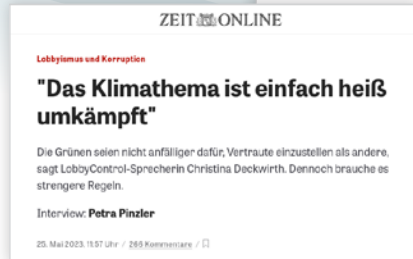 ZEIT ONLINE
Lobbyismus und Korruption
"Das Klimathema ist einfach heiß
umkämpft"
Die Grünen seien nicht anfälliger dafür, Vertraute einzustellen als andere,
sagt LobbyControl-Sprecherin Christina Deckwirth. Dennoch brauche es
strengere Regeln.
Interview: Petra Pinzler
25. Mai 2023, 11:57 Uhr / 266 Kommentare /